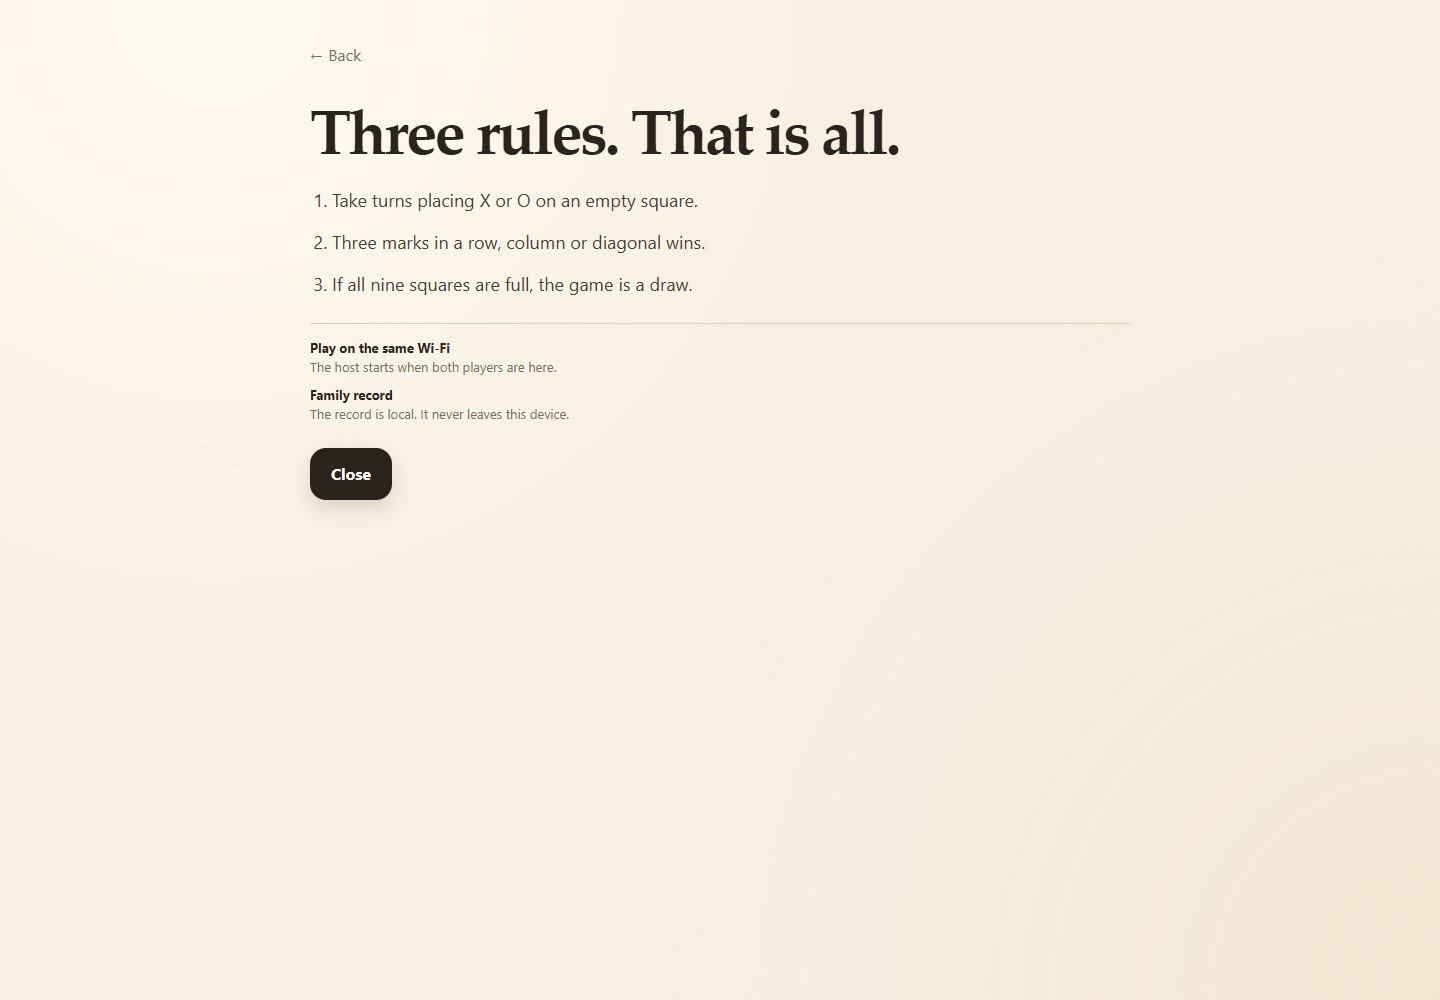 ← Back
Three rules. That is all.
1. Take turns placing X or O on an empty square.
2. Three marks in a row, column or diagonal wins.
3. If all nine squares are full, the game is a draw.
Play on the same Wi-Fi
The host starts when both players are here.
Family record
The record is local. It never leaves this device.
Close